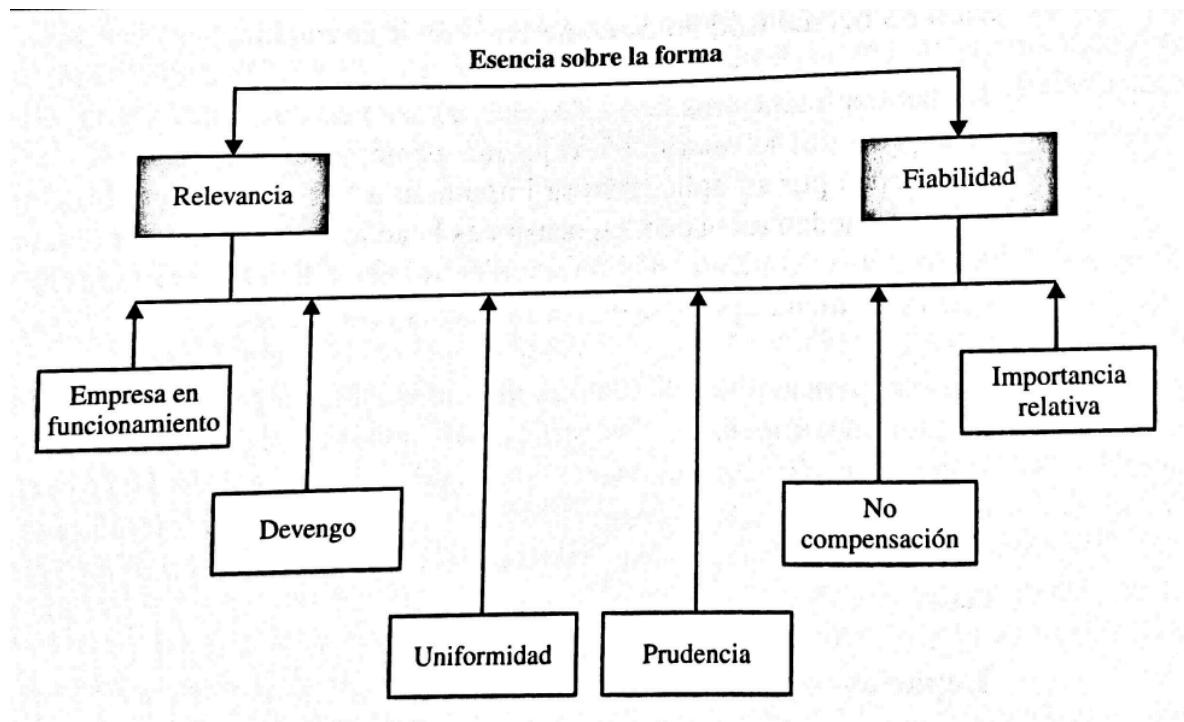 Esencia sobre la forma
Relevancia
Fiabilidad
Empresa en
funcionamiento
Devengo
Uniformidad
Prudencia
No
compensación
Importancia
relativa